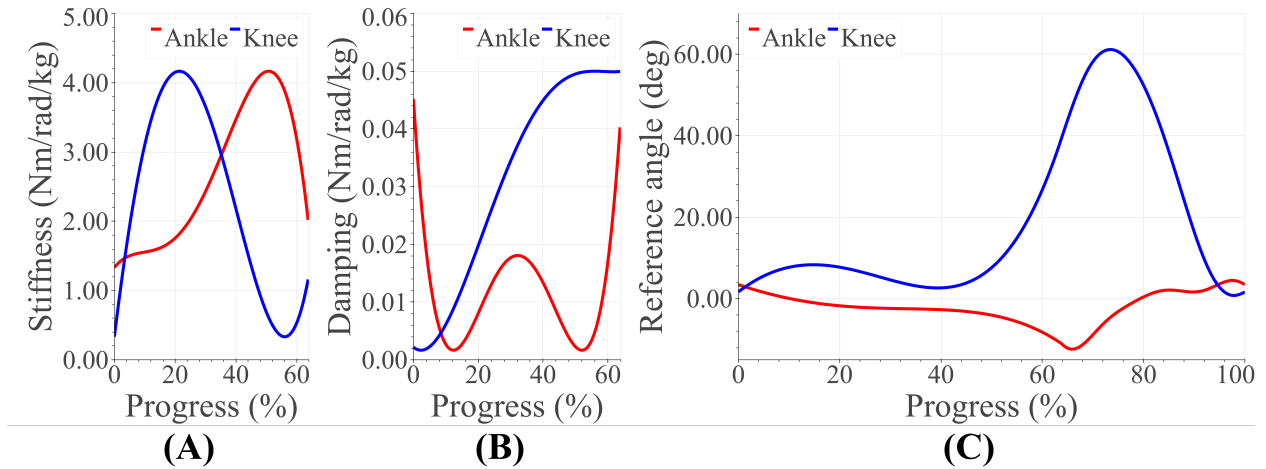 Stiffness (Nm/rad/kg)
5.00
4.00
3.00
2.00
1.00
0.00
Ankle Knee
0 20 40 60
Progress (%)
(A)
Damping (Nm/rad/kg)
0.06
0.05
0.04
0.03
0.02
0.01
0.00
Ankle Knee
0 20 40 60
Progress (%)
(B)
Reference angle (deg)
60.00
40.00
20.00
0.00
Ankle Knee
0 20 40 60 80 100
Progress (%)
(C)